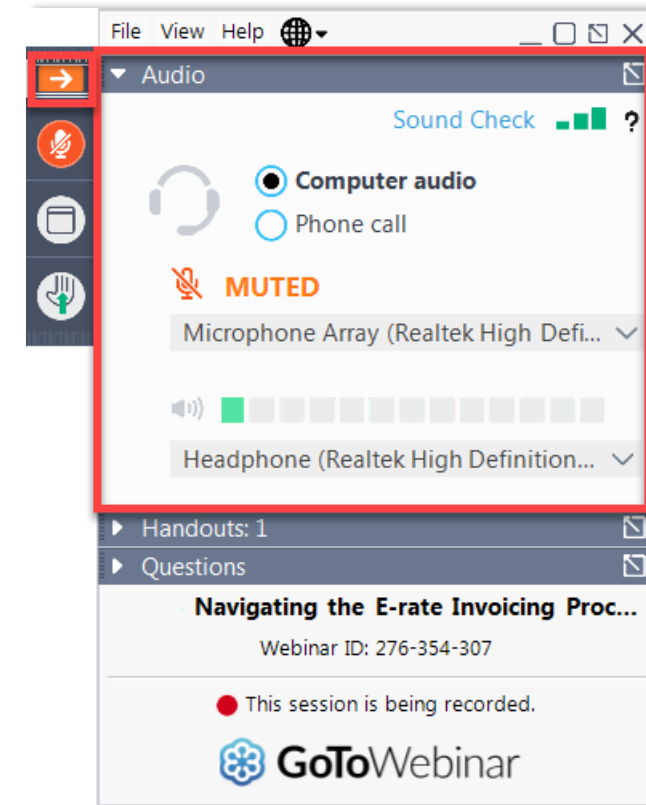 File View Help
Audio
Sound Check ?
Computer audio
Phone call
MUTED
Microphone Array (Realtek High Defi...
Headphone (Realtek High Definition...
Handouts: 1
Questions
Navigating the E-rate Invoicing Proc...
Webinar ID: 276-354-307
This session is being recorded.
GoToWebinar